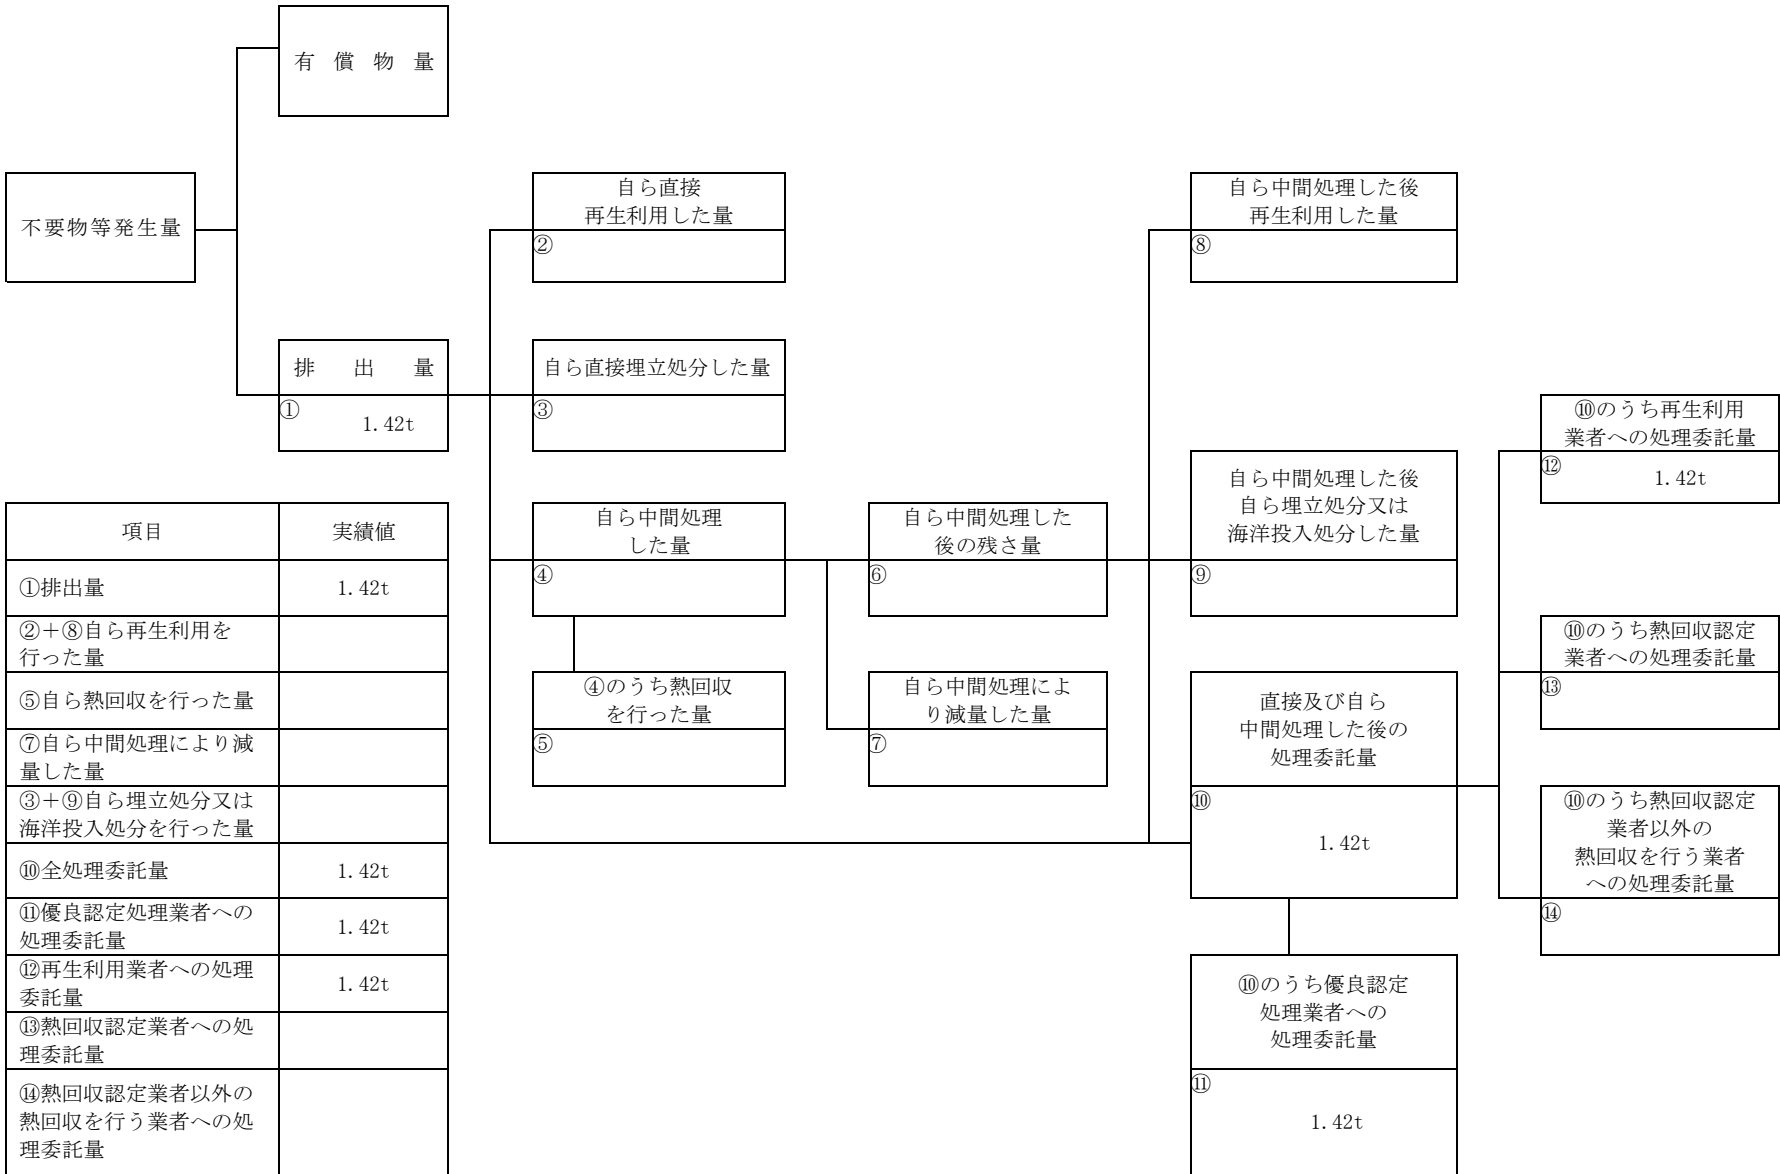 有償物量
不要物等発生量
排出量
①
1.42t
自ら直接
再生利用した量
②
自ら直接埋立処分した量
③
自ら中間処理
した量
④
④のうち熱回収
を行った量
⑤
自ら中間処理した
後の残さ量
⑥
自ら中間処理によ
り減量した量
⑦
自ら中間処理した後
再生利用した量
⑧
自ら中間処理した後
自ら埋立処分又は
海洋投入処分した量
⑨
直接及び自ら
中間処理した後の
処理委託量
⑩
1.42t
⑩のうち優良認定
処理業者への
処理委託量
⑪
1.42t
⑩のうち再生利用
業者への処理委託量
⑫
1.42t
⑩のうち熱回収認定
業者への処理委託量
⑬
⑩のうち熱回収認定
業者以外の
熱回収を行う業者
への処理委託量
⑭
項目 実績値
①排出量 1.42t
②+⑧自ら再生利用を
行った量
⑤自ら熱回収を行った量
⑦自ら中間処理により減
量した量
③+⑨自ら埋立処分又は
海洋投入処分を行った量
⑩全処理委託量 1.42t
⑪優良認定処理業者への
処理委託量 1.42t
⑫再生利用業者への処理
委託量 1.42t
⑬熱回収認定業者への処
理委託量
⑭熱回収認定業者以外の
熱回収を行う業者への処
理委託量